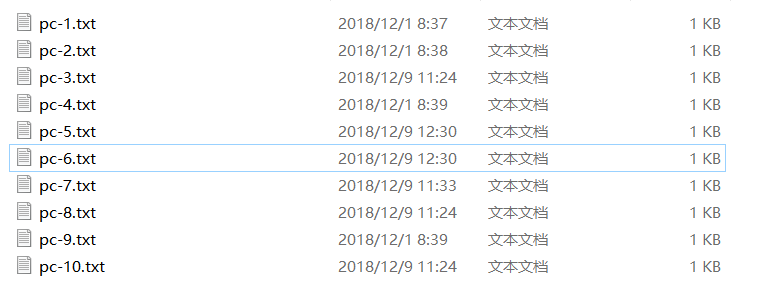 pc-1.txt 2018/12/1 8:37 文本文档 1 KB
pc-2.txt 2018/12/1 8:38 文本文档 1 KB
pc-3.txt 2018/12/9 11:24 文本文档 1 KB
pc-4.txt 2018/12/1 8:39 文本文档 1 KB
pc-5.txt 2018/12/9 12:30 文本文档 1 KB
pc-6.txt 2018/12/9 12:30 文本文档 1 KB
pc-7.txt 2018/12/9 11:33 文本文档 1 KB
pc-8.txt 2018/12/9 11:24 文本文档 1 KB
pc-9.txt 2018/12/1 8:39 文本文档 1 KB
pc-10.txt 2018/12/9 11:24 文本文档 1 KB